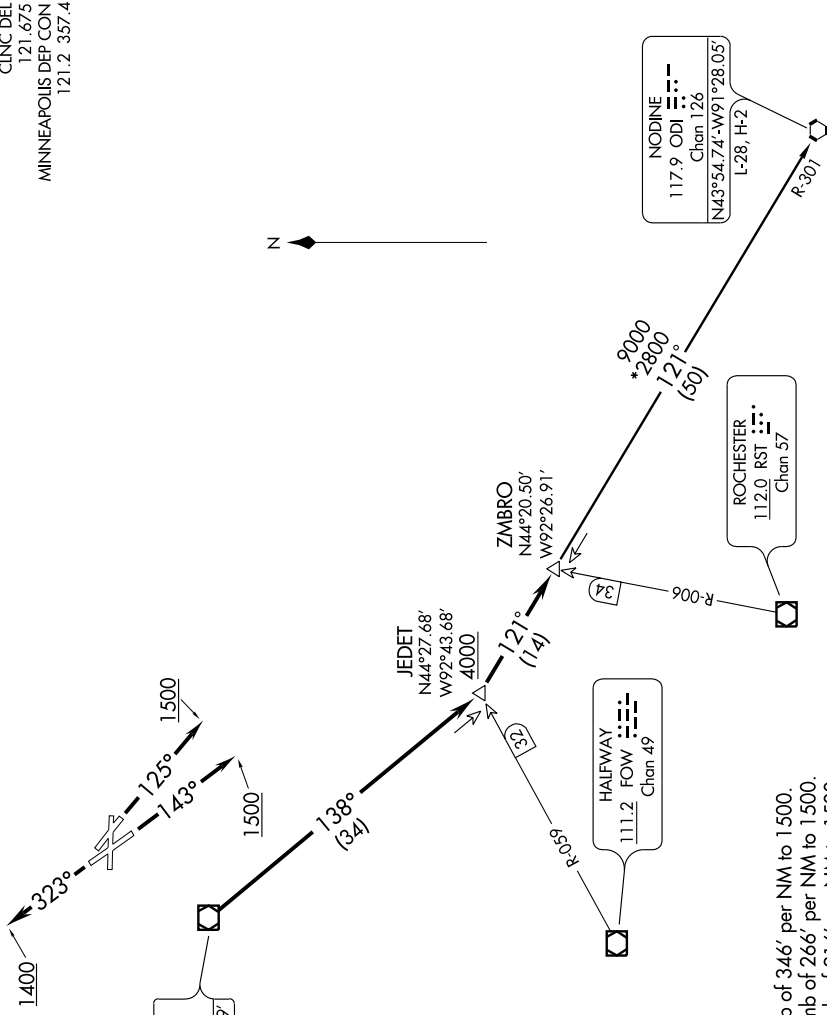 CLNC DEL
121.675
MINNEAPOLIS DEP CON
121.2 357.4
N
NODINE
117.9 ODI
Chan 126
N43°54.74'-W91°28.05'
L-28, H-2
R-301
9000
*2800
121°
(50)
ROCHESTER
112.0 RST
Chan 57
ZMBRO
N44°20.50'
W92°26.91'
34
R-006
JEDET
N44°27.68'
W92°43.68'
4000
121°
(14)
32
R-059
HALFWAY
111.2 FOW
Chan 49
1500
125°
143°
1500
323°
1400
138°
(34)
9'
of 346' per NM to 1500.
of 266' per NM to 1500.